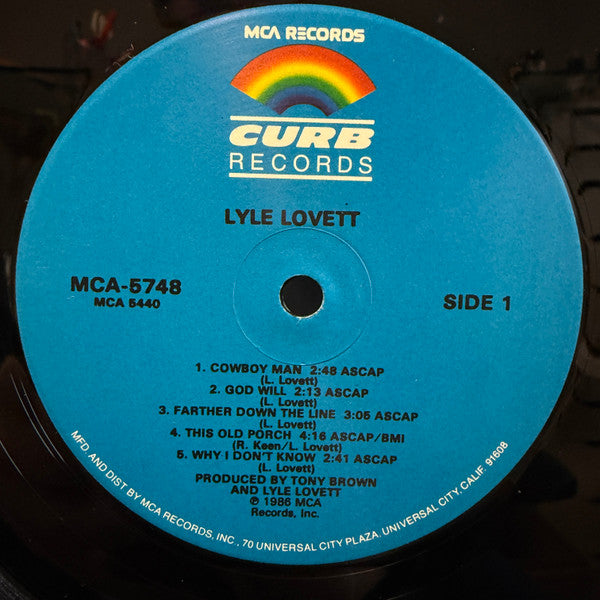 MCA RECORDS
CURB
RECORDS
LYLE LOVETT
MCA-5748
MCA 5440
SIDE 1
1. COWBOY MAN 2:48 ASCAP
(L. Lovett)
2. GOD WILL 2:13 ASCAP
(L. Lovett)
3. FARTHER DOWN THE LINE 3:05 ASCAP
(L. Lovett)
4. THIS OLD PORCH 4:16 ASCAP/BMI
(R. Keen/L. Lovett)
5. WHY I DON'T KNOW 2:41 ASCAP
(L. Lovett)
PRODUCED BY TONY BROWN
AND LYLE LOVETT
℗ 1986 MCA
Records, Inc.
MFD AND DIST BY MCA RECORDS, INC., 70 UNIVERSAL CITY PLAZA, UNIVERSAL CITY, CALIF. 91608